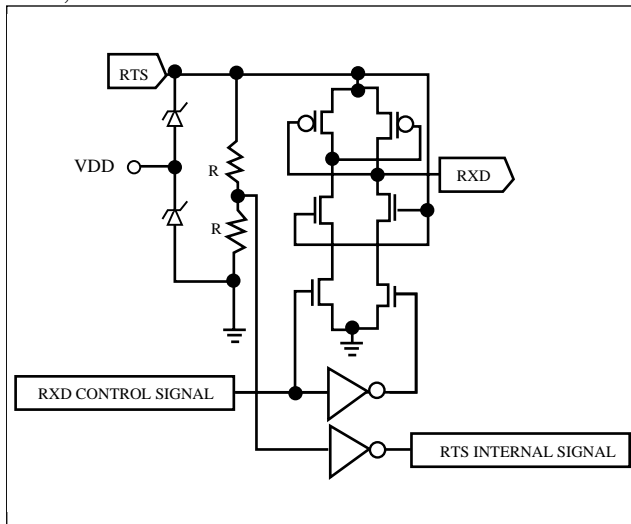 RTS
R
VDD
RXD
R
RXD CONTROL SIGNAL
RTS INTERNAL SIGNAL